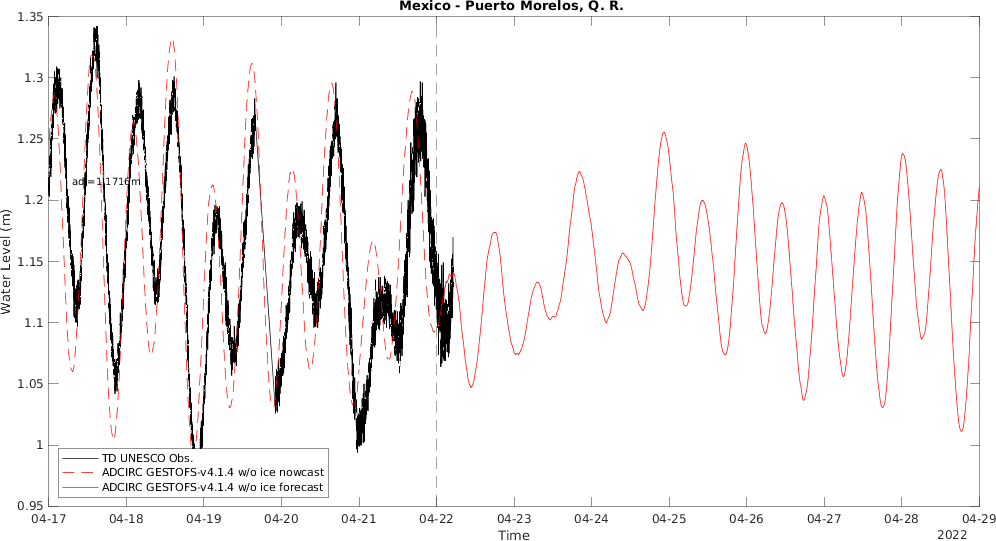 Mexico - Puerto Morelos, Q. R.
1.35
1.3
1.25
1.2
1.15
1.1
1.05
1
0.95
Water Level (m)
adj=1.1716m
TD UNESCO Obs.
ADCIRC GESTOFS-v4.1.4 w/o ice nowcast
ADCIRC GESTOFS-v4.1.4 w/o ice forecast
04-17 04-18 04-19 04-20 04-21 04-22 04-23 04-24 04-25 04-26 04-27 04-28 04-29
Time
2022